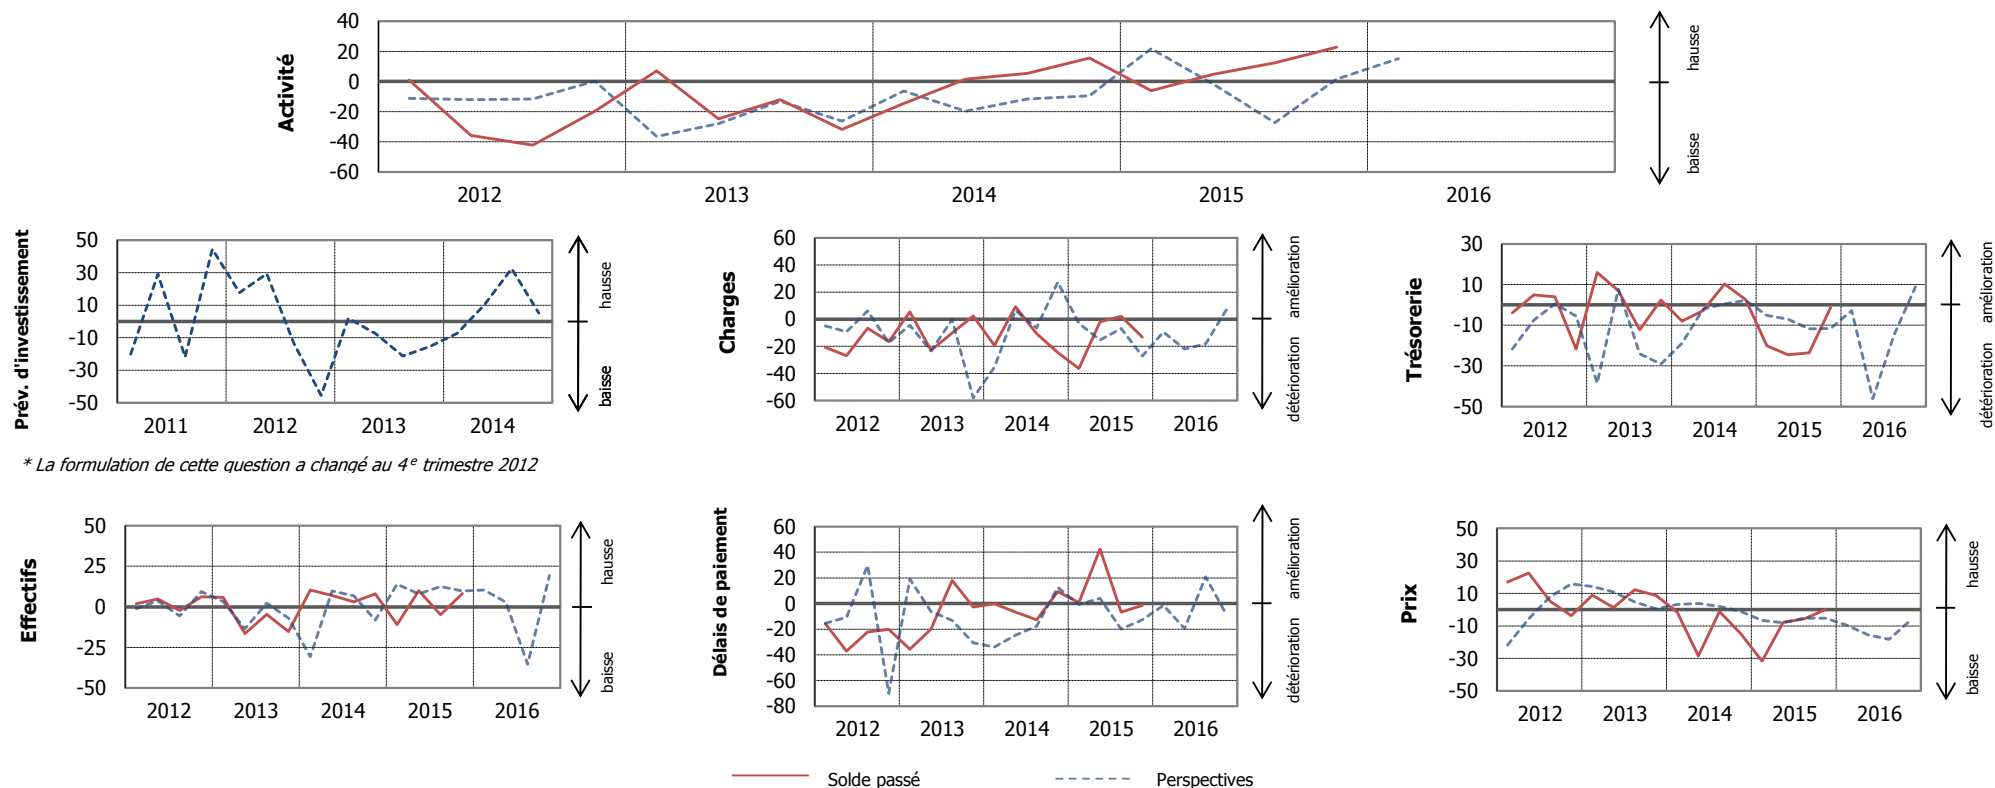 Activité
40
20
0
-20
-40
-60
2012 2013 2014 2015 2016
hausse
baisse
Prév. d'investissement
50
30
10
-10
-30
-50
2011 2012 2013 2014
hausse
baisse
* La formulation de cette question a changé au 4e trimestre 2012
Charges
60
40
20
0
-20
-40
-60
2012 2013 2014 2015 2016
amélioration
détérioration
Trésorerie
30
10
-10
-30
-50
2012 2013 2014 2015 2016
amélioration
détérioration
Effectifs
50
25
0
-25
-50
2012 2013 2014 2015 2016
hausse
baisse
Délais de paiement
60
40
20
0
-20
-40
-60
-80
2012 2013 2014 2015 2016
amélioration
détérioration
Prix
50
30
10
-10
-30
-50
2012 2013 2014 2015 2016
hausse
baisse
Solde passé Perspectives